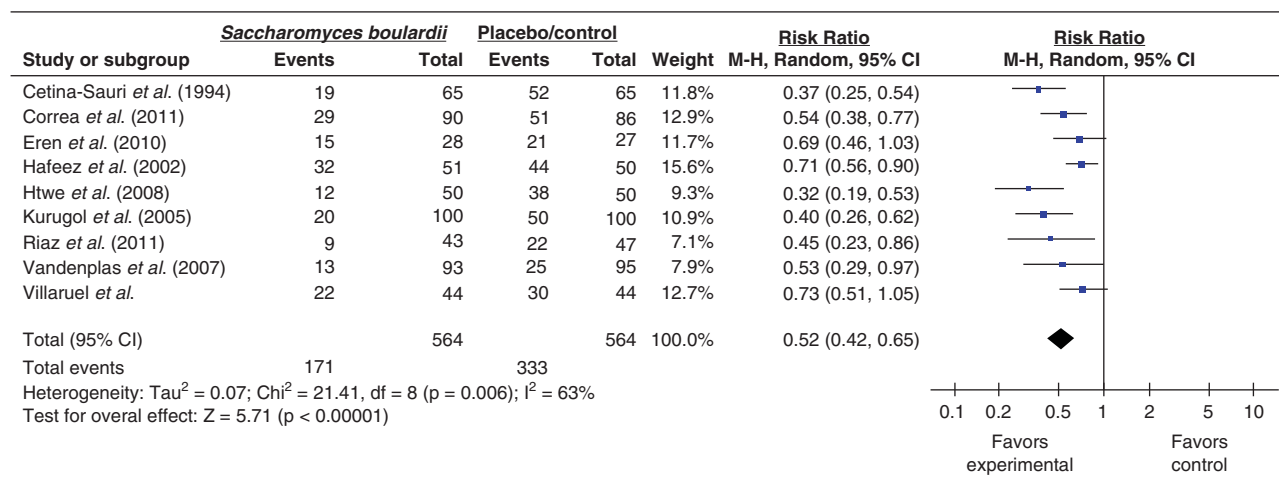 Saccharomyces boulardii Placebo/control Risk Ratio Risk Ratio
Study or subgroup Events Total Events Total Weight M-H, Random, 95% CI M-H, Random, 95% CI
Cetina-Sauri et al. (1994) 19 65 52 65 11.8% 0.37 (0.25, 0.54)
Correa et al. (2011) 29 90 51 86 12.9% 0.54 (0.38, 0.77)
Eren et al. (2010) 15 28 21 27 11.7% 0.69 (0.46, 1.03)
Hafeez et al. (2002) 32 51 44 50 15.6% 0.71 (0.56, 0.90)
Htwe et al. (2008) 12 50 38 50 9.3% 0.32 (0.19, 0.53)
Kurugol et al. (2005) 20 100 50 100 10.9% 0.40 (0.26, 0.62)
Riaz et al. (2011) 9 43 22 47 7.1% 0.45 (0.23, 0.86)
Vandenplas et al. (2007) 13 93 25 95 7.9% 0.53 (0.29, 0.97)
Villaruel et al. 22 44 30 44 12.7% 0.73 (0.51, 1.05)
Total (95% CI) 564 564 100.0% 0.52 (0.42, 0.65)
Total events 171 333
Heterogeneity: Tau² = 0.07; Chi² = 21.41, df = 8 (p = 0.006); I² = 63%
Test for overal effect: Z = 5.71 (p < 0.00001)
0.1 0.2 0.5 1 2 5 10
Favors experimental
Favors control